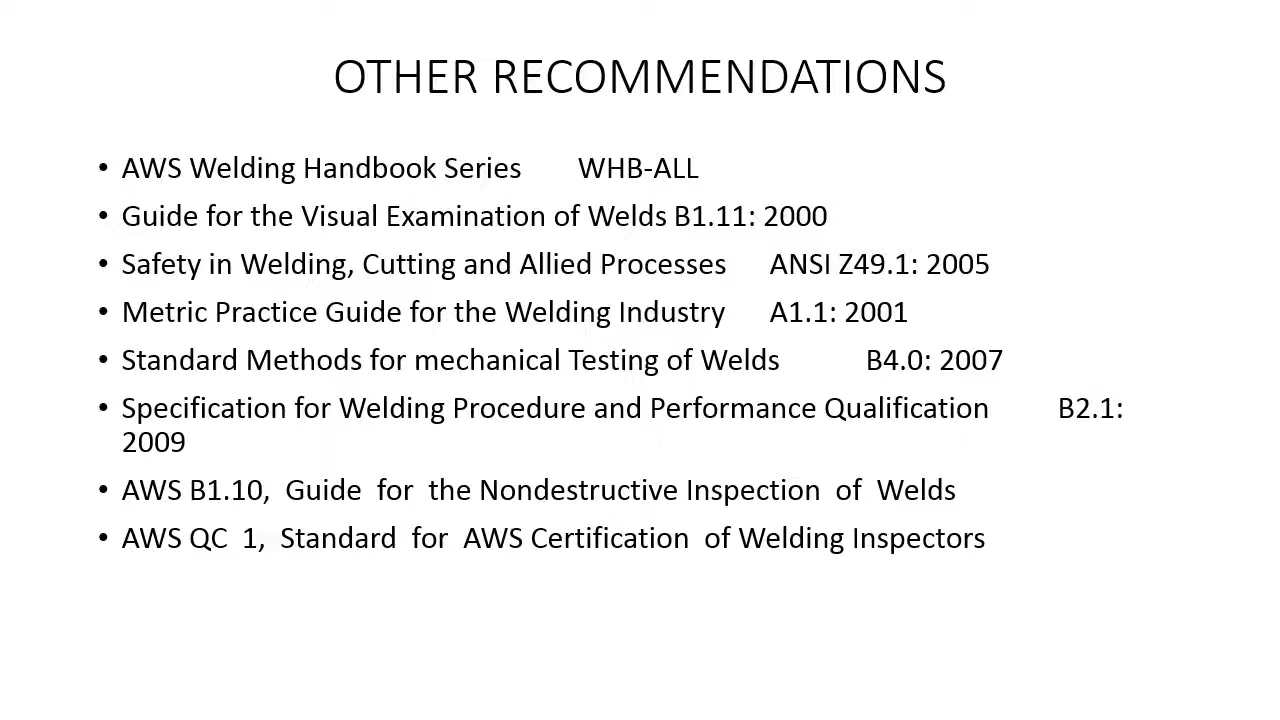 OTHER RECOMMENDATIONS
• AWS Welding Handbook Series WHB-ALL
• Guide for the Visual Examination of Welds B1.11: 2000
• Safety in Welding, Cutting and Allied Processes ANSI Z49.1: 2005
• Metric Practice Guide for the Welding Industry A1.1: 2001
• Standard Methods for mechanical Testing of Welds B4.0: 2007
• Specification for Welding Procedure and Performance Qualification B2.1:
2009
• AWS B1.10, Guide for the Nondestructive Inspection of Welds
• AWS QC 1, Standard for AWS Certification of Welding Inspectors